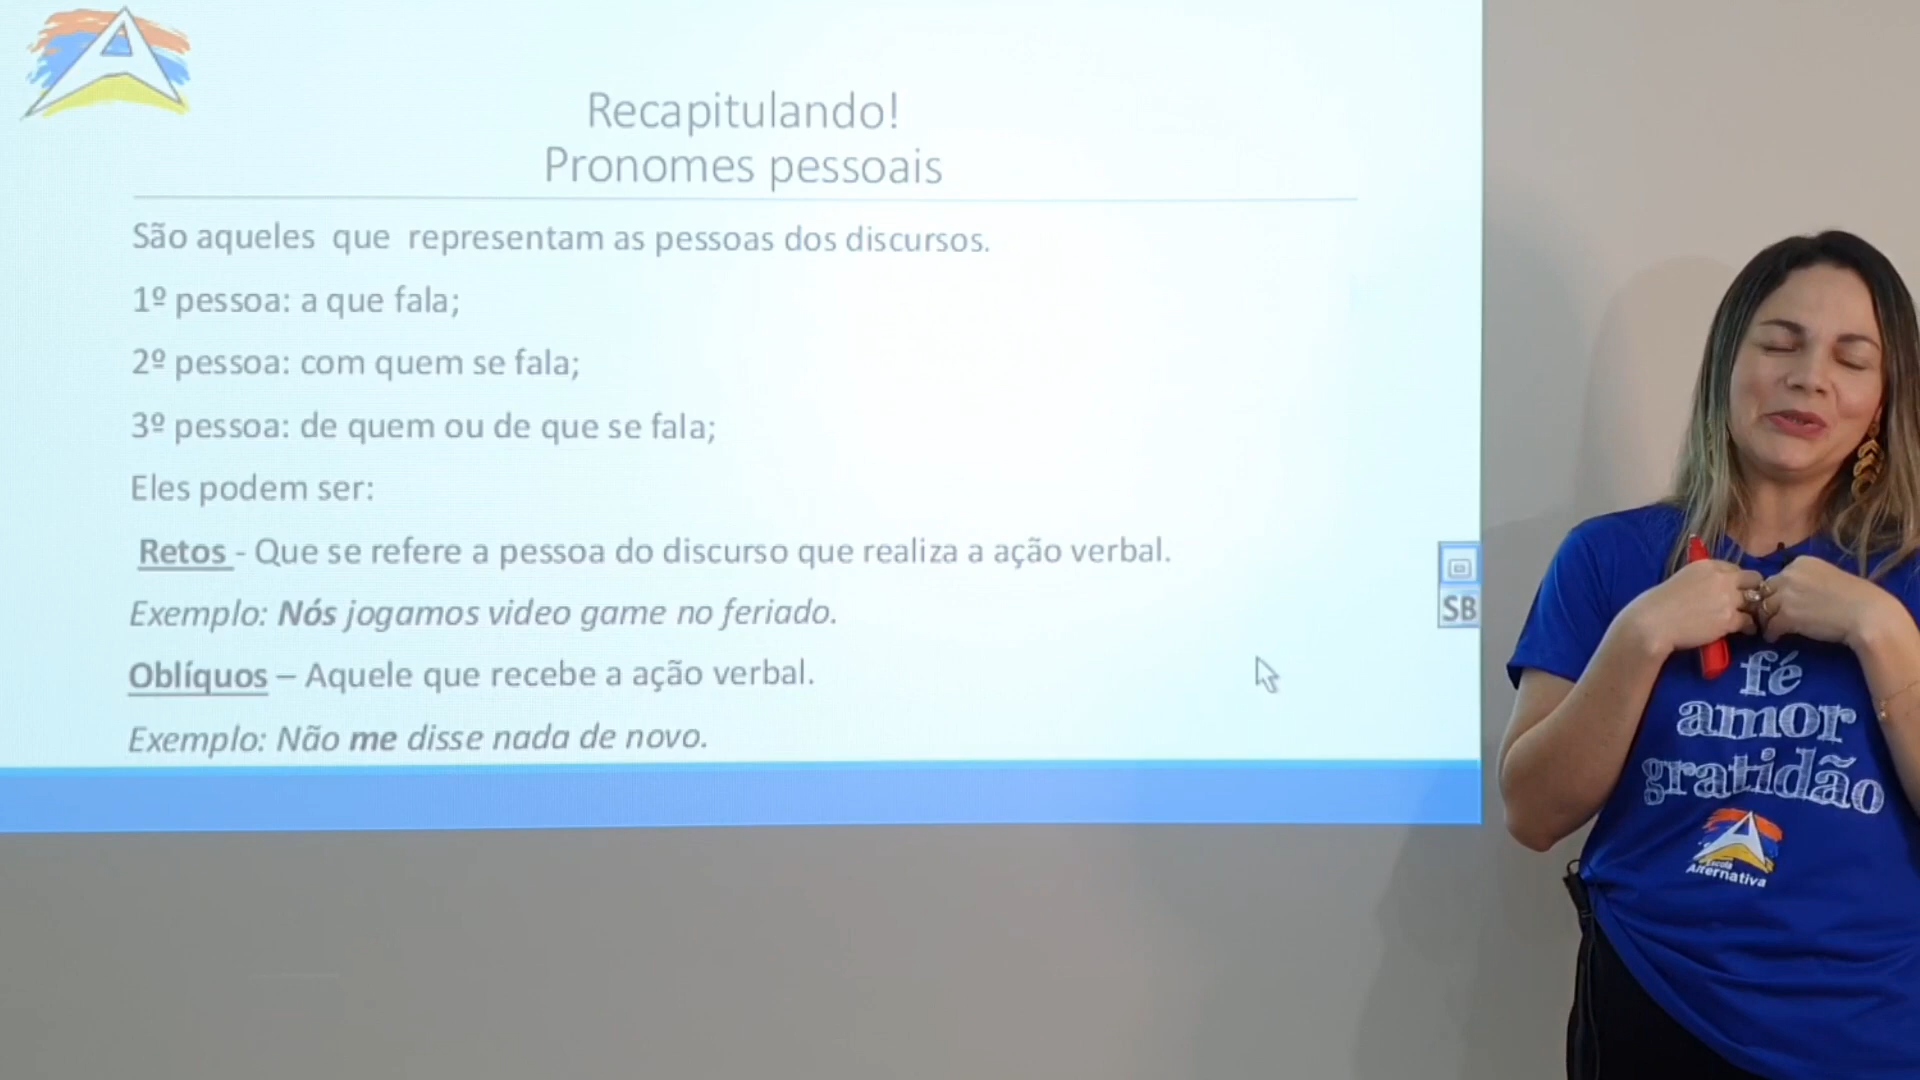 Recapitulando!
Pronomes pessoais
São aqueles que representam as pessoas dos discursos.
1º pessoa: a que fala;
2º pessoa: com quem se fala;
3º pessoa: de quem ou de que se fala;
Eles podem ser:
Retos - Que se refere a pessoa do discurso que realiza a ação verbal.
Exemplo: Nós jogamos video game no feriado.
Oblíquos – Aquele que recebe a ação verbal.
Exemplo: Não me disse nada de novo.
SB
fé
amor
gratidão
Escola
Alternativa